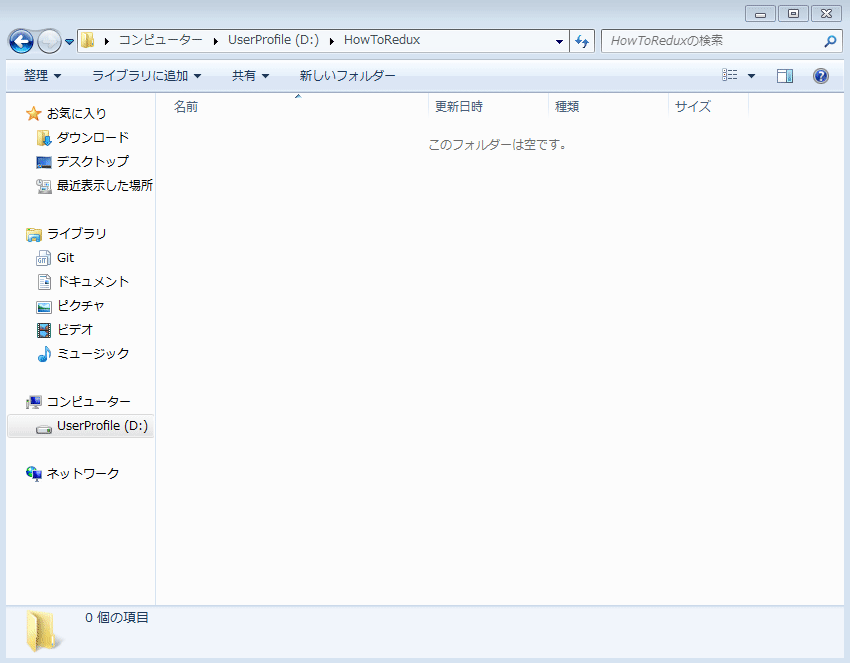 コンピューター ▸ UserProfile (D:) ▸ HowToRedux
HowToReduxの検索
整理 ライブラリに追加 共有 新しいフォルダー
名前 更新日時 種類 サイズ
このフォルダーは空です。
お気に入り
ダウンロード
デスクトップ
最近表示した場所
ライブラリ
Git
ドキュメント
ピクチャ
ビデオ
ミュージック
コンピューター
UserProfile (D:)
ネットワーク
0 個の項目